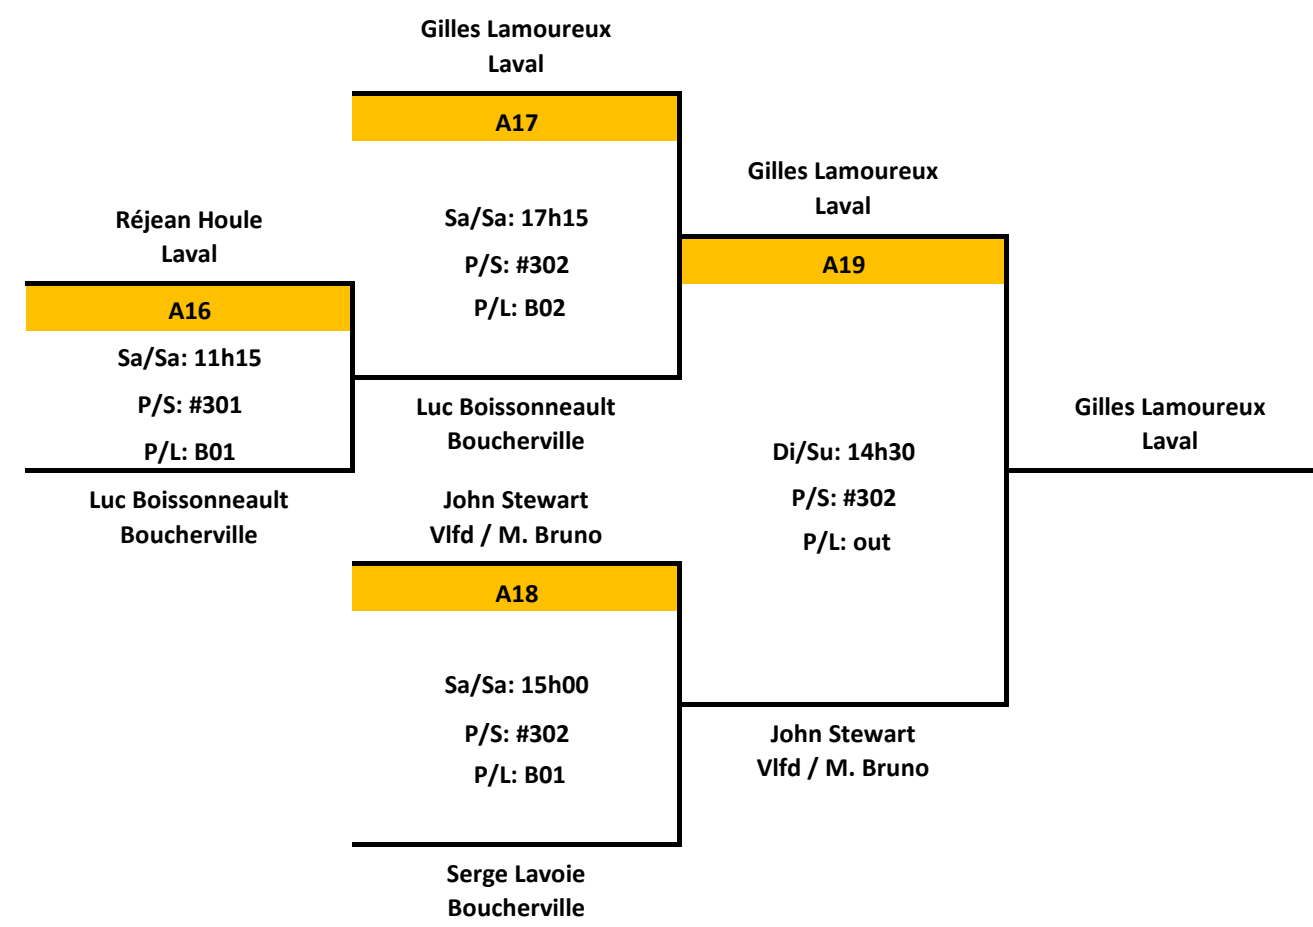 Gilles Lamoureux
Laval
A17
Sa/Sa: 17h15
P/S: #302
P/L: B02
Réjean Houle
Laval
A16
Sa/Sa: 11h15
P/S: #301
P/L: B01
Luc Boissonneault
Boucherville
Luc Boissonneault
Boucherville
John Stewart
Vlfd / M. Bruno
A18
Sa/Sa: 15h00
P/S: #302
P/L: B01
Serge Lavoie
Boucherville
Gilles Lamoureux
Laval
A19
Di/Su: 14h30
P/S: #302
P/L: out
John Stewart
Vlfd / M. Bruno
Gilles Lamoureux
Laval